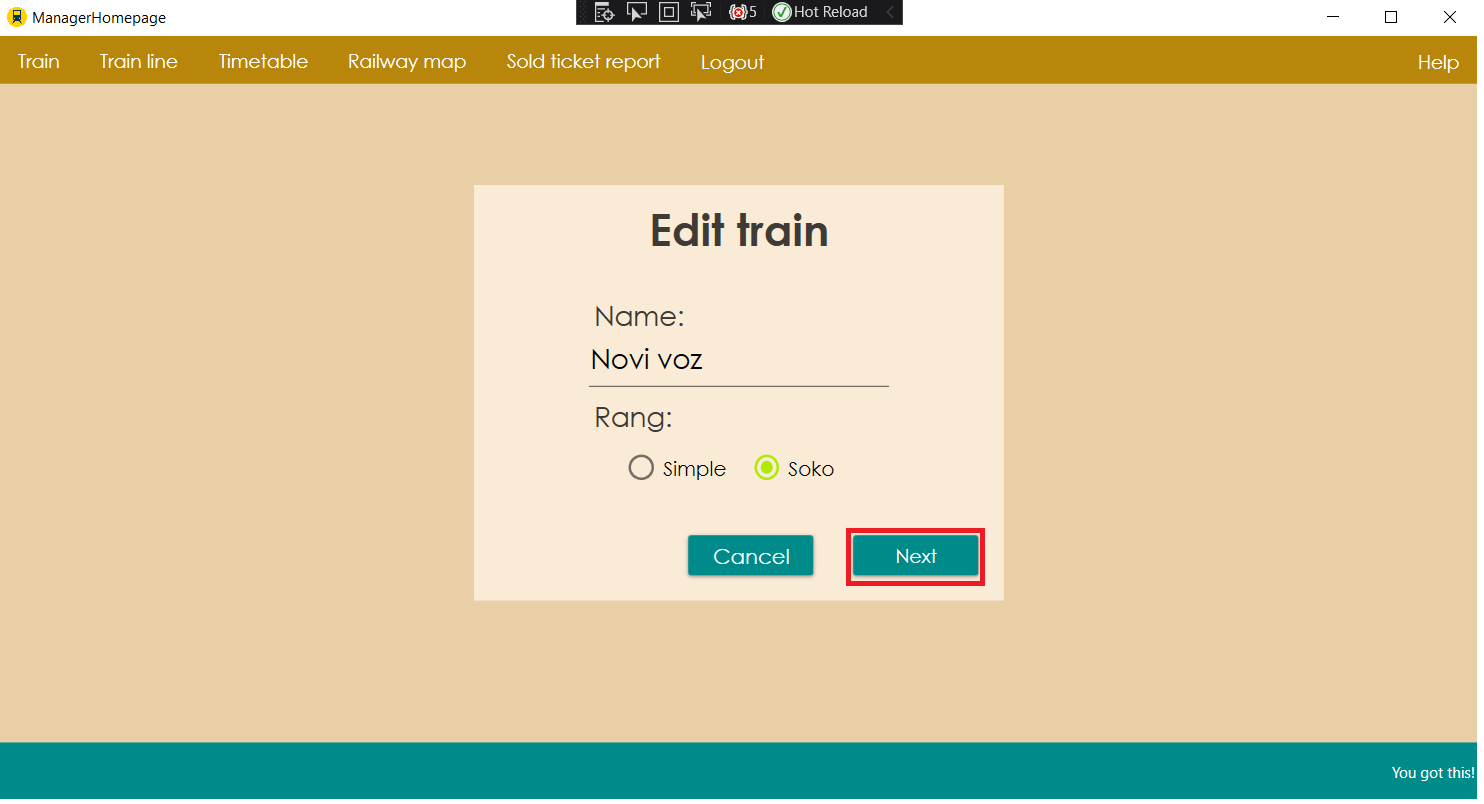 ManagerHomepage
5 Hot Reload
Train Train line Timetable Railway map Sold ticket report Logout Help
Edit train
Name:
Novi voz
Rang:
Simple Soko
Cancel Next
You got this!